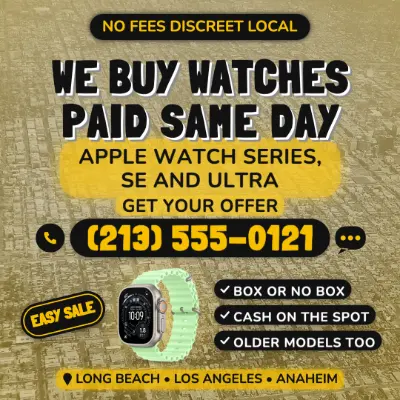 NO FEES DISCREET LOCAL
WE BUY WATCHES
PAID SAME DAY
APPLE WATCH SERIES,
SE AND ULTRA
GET YOUR OFFER
(213) 555-0121
BOX OR NO BOX
EASY SALE
CASH ON THE SPOT
OLDER MODELS TOO
LONG BEACH • LOS ANGELES • ANAHEIM